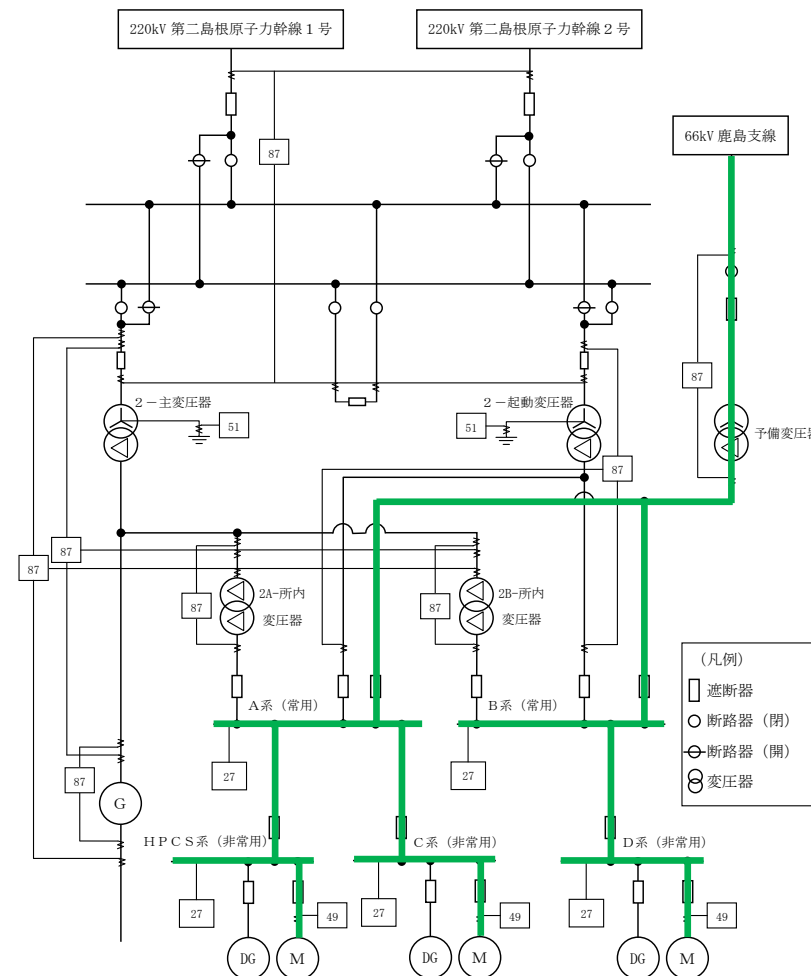 220kV 第二島根原子力幹線1号
220kV 第二島根原子力幹線2号
66kV 鹿島支線
87
87
2－主変圧器
51
2－起動変圧器
51
予備変圧器
87
87
87
87
2A-所内
変圧器
87
2B-所内
変圧器
(凡例)
遮断器
断路器（閉）
断路器（開）
変圧器
A系（常用）
B系（常用）
27
27
87
G
HPCS系（非常用）
C系（非常用）
D系（非常用）
27
49
27
49
27
49
DG
M
DG
M
DG
M